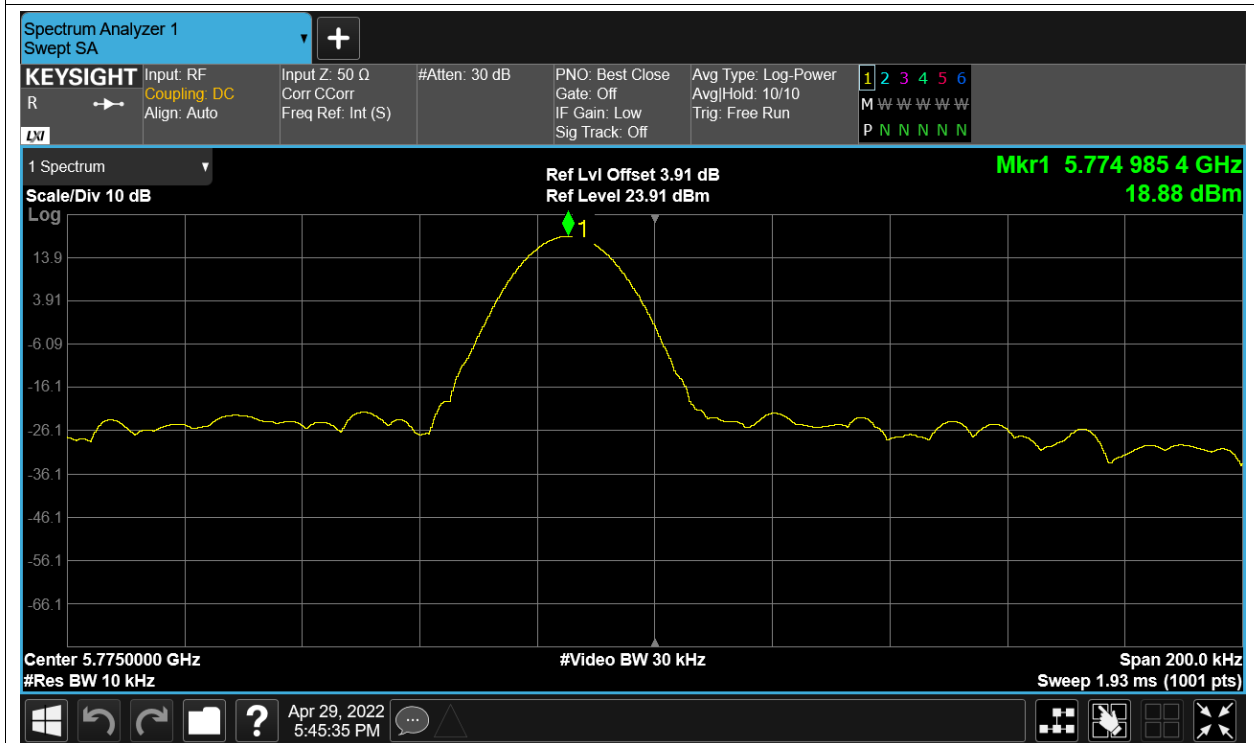 Spectrum Analyzer 1
Swept SA
KEYSIGHT
R
LXI
Input: RF
Coupling: DC
Align: Auto
Input Z: 50 Ω
Corr CCorr
Freq Ref: Int (S)
#Atten: 30 dB
PNO: Best Close
Gate: Off
IF Gain: Low
Sig Track: Off
Avg Type: Log-Power
Avg|Hold: 10/10
Trig: Free Run
1 2 3 4 5 6
M W W W W W W
P N N N N N N
1 Spectrum
Scale/Div 10 dB
Log
Ref Lvl Offset 3.91 dB
Ref Level 23.91 dBm
Mkr1 5.774 985 4 GHz
18.88 dBm
1
13.9
3.91
-6.09
-16.1
-26.1
-36.1
-46.1
-56.1
-66.1
Center 5.7750000 GHz
#Res BW 10 kHz
#Video BW 30 kHz
Span 200.0 kHz
Sweep 1.93 ms (1001 pts)
?
Apr 29, 2022
5:45:35 PM